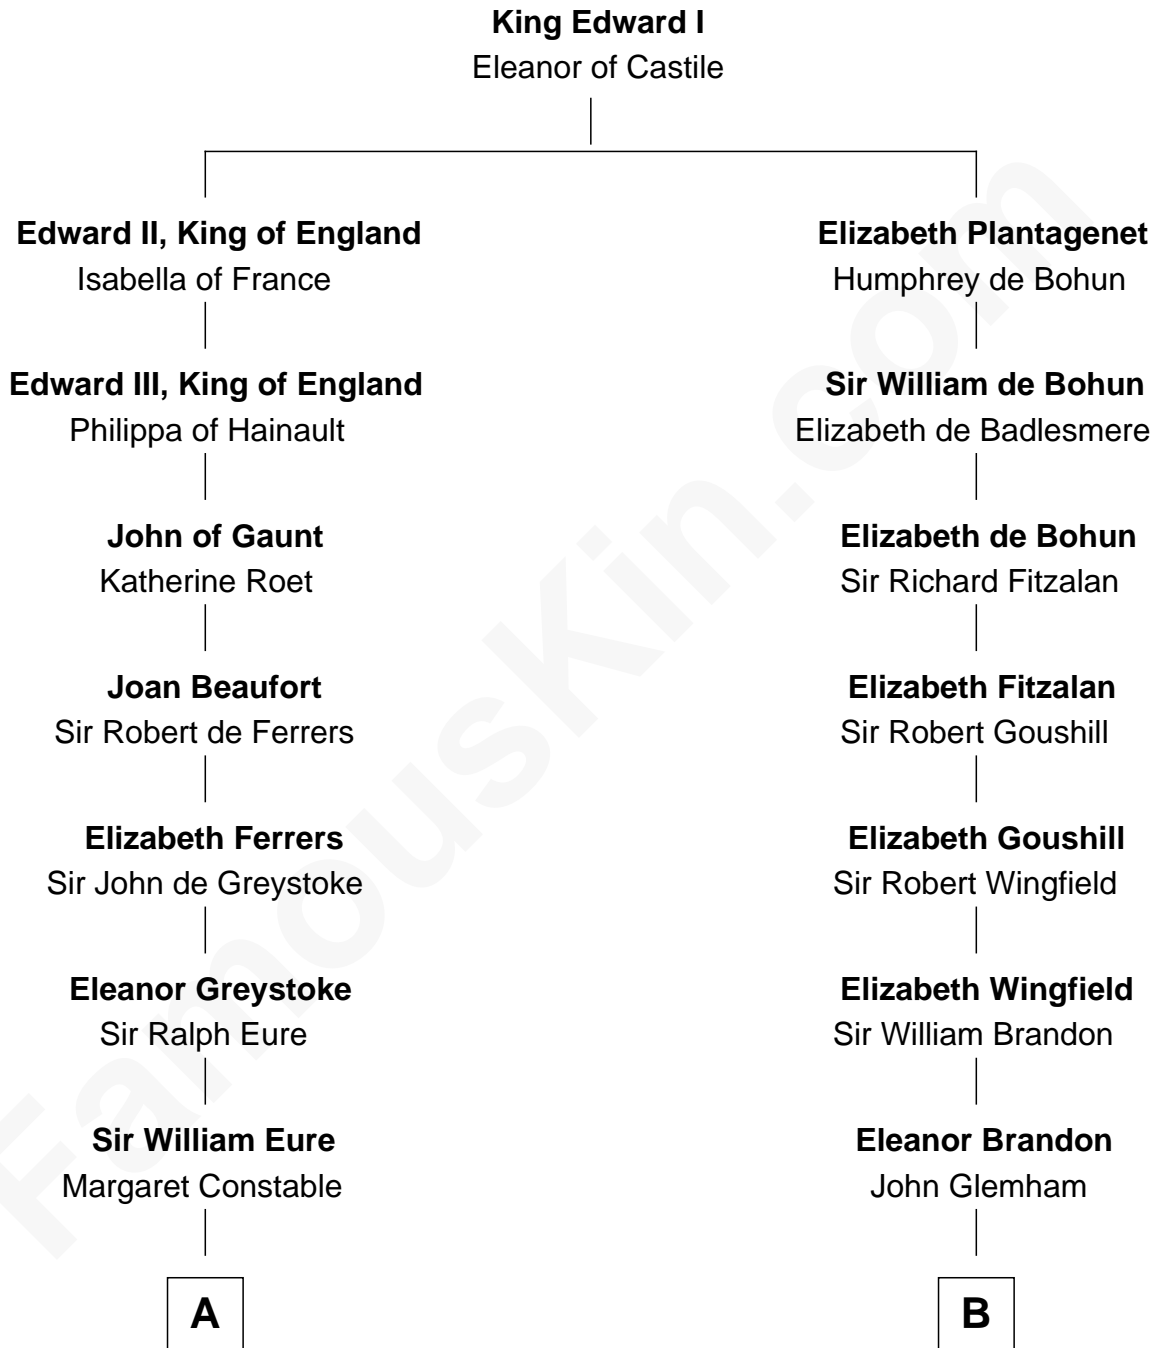 King Edward I
Eleanor of Castile
Edward II, King of England
Isabella of France
Edward III, King of England
Philippa of Hainault
John of Gaunt
Katherine Roet
Joan Beaufort
Sir Robert de Ferrers
Elizabeth Ferrers
Sir John de Greystoke
Eleanor Greystoke
Sir Ralph Eure
Sir William Eure
Margaret Constable
A
Elizabeth Plantagenet
Humphrey de Bohun
Sir William de Bohun
Elizabeth de Badlesmere
Elizabeth de Bohun
Sir Richard Fitzalan
Elizabeth Fitzalan
Sir Robert Goushill
Elizabeth Goushill
Sir Robert Wingfield
Elizabeth Wingfield
Sir William Brandon
Eleanor Brandon
John Glemham
B
FamousKin.com